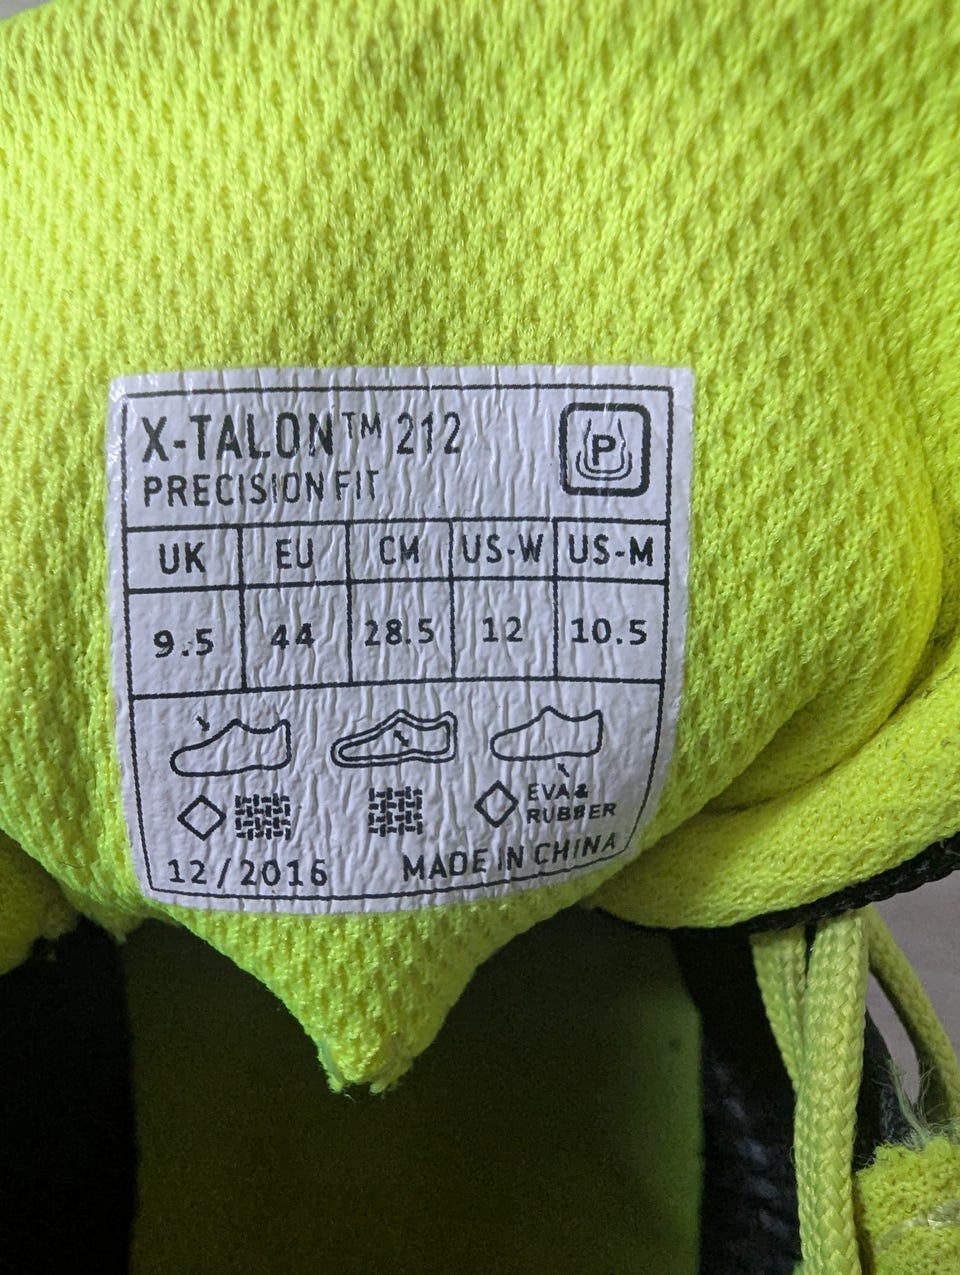 X-TALON™ 212
P
PRECISION FIT
UK EU CM US-W US-M
9.5 44 28.5 12 10.5
EVA &
RUBBER
12/2016 MADE IN CHINA